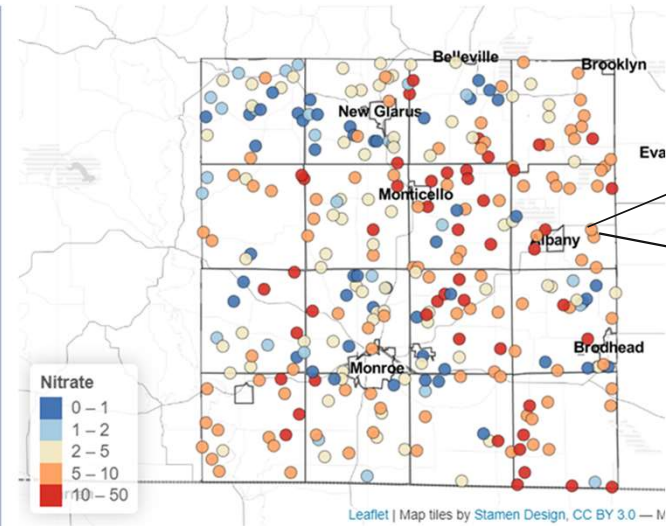 Belleville
Brooklyn
New Glarus
Eva
Monticello
Albany
Brodhead
Monroe
Nitrate
0 – 1
1 – 2
2 – 5
5 – 10
10 – 50
Leaflet | Map tiles by Stamen Design, CC BY 3.0 — M